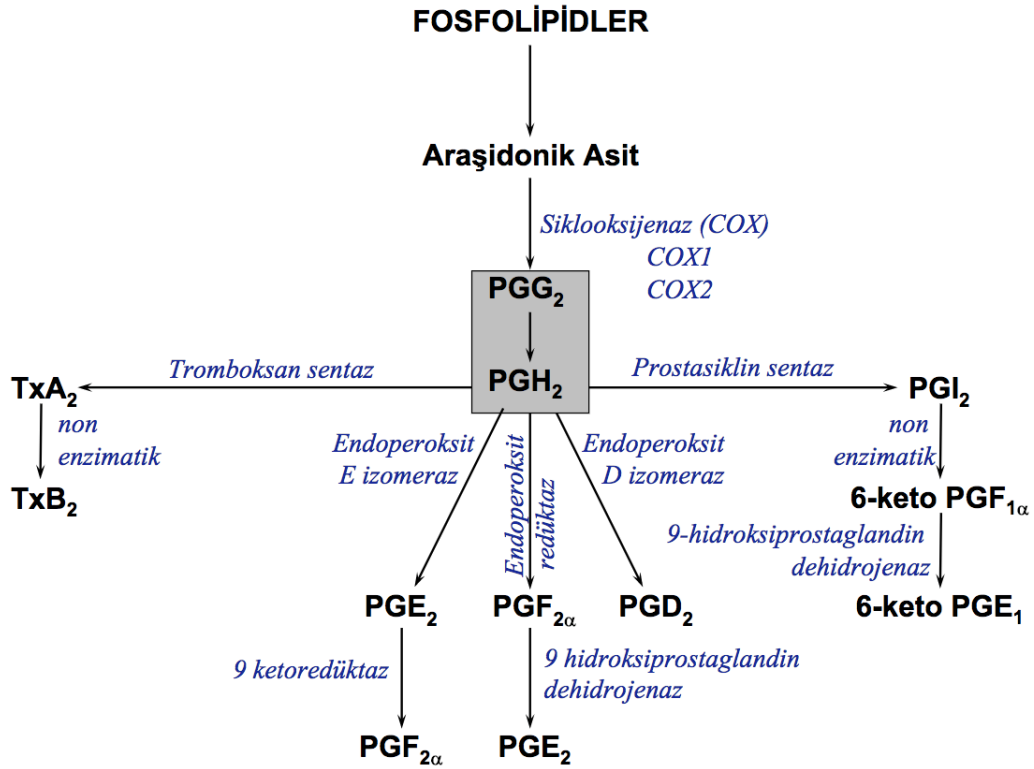 FOSFOLİPİDLER
Araşidonik Asit
Siklooksijenaz (COX)
COX1
COX2
PGG₂
Tromboksan sentaz
Prostasiklin sentaz
TxA₂
PGH₂
PGI₂
non
enzimatik
Endoperoksit
E izomeraz
Endoperoksit
redüktaz
Endoperoksit
D izomeraz
non
enzimatik
TxB₂
6-keto PGF₁α
9-hidroksiprostaglandin
dehidrojenaz
PGE₂
PGF₂α
PGD₂
6-keto PGE₁
9 ketoredüktaz
9 hidroksiprostaglandin
dehidrojenaz
PGF₂α
PGE₂